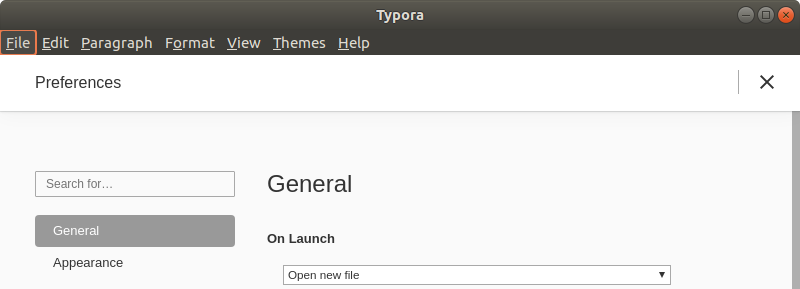 Typora
File Edit Paragraph Format View Themes Help
Preferences
Search for…
General
General
Appearance
On Launch
Open new file